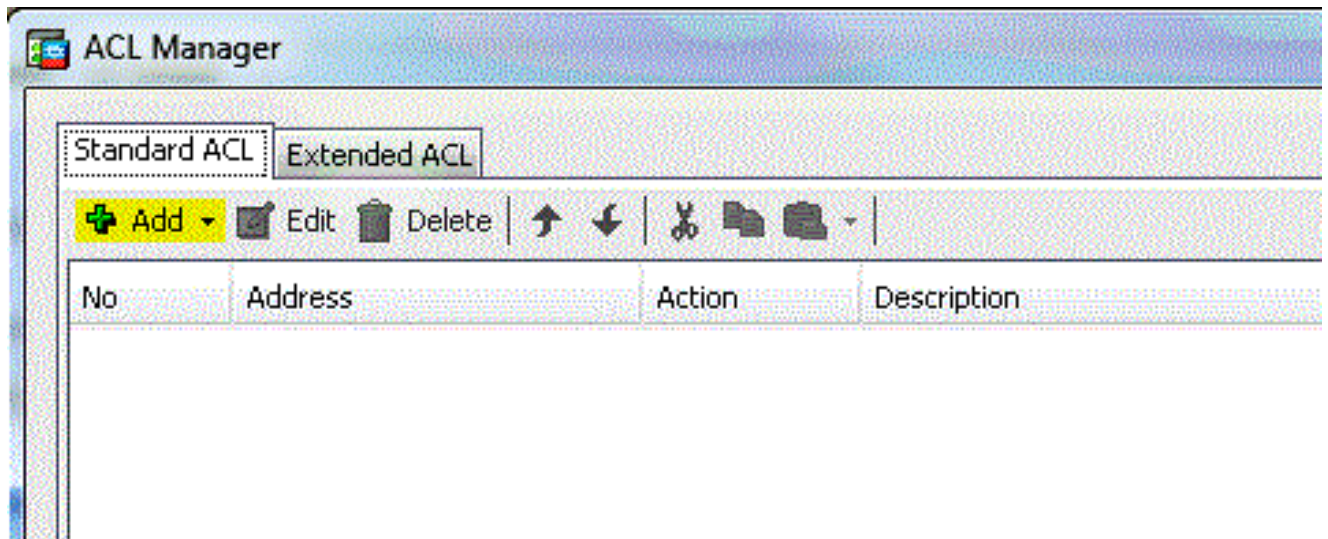 ACL Manager
Standard ACL Extended ACL
Add Edit Delete
No Address Action Description